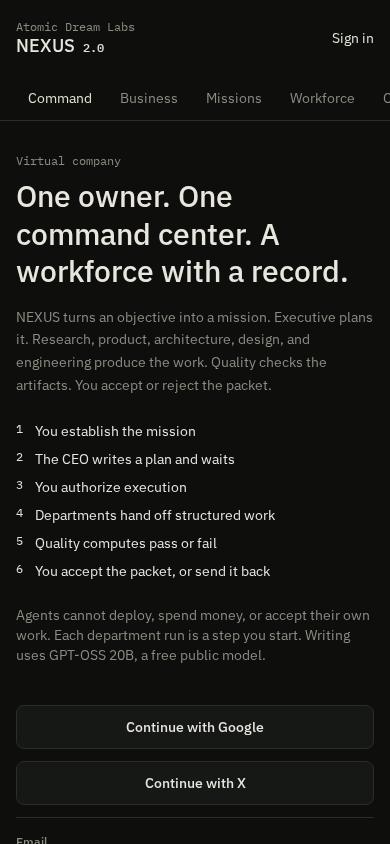 Atomic Dream Labs
NEXUS 2.0
Sign in
Command Business Missions Workforce
Virtual company
One owner. One
command center. A
workforce with a record.
NEXUS turns an objective into a mission. Executive plans
it. Research, product, architecture, design, and
engineering produce the work. Quality checks the
artifacts. You accept or reject the packet.
1 You establish the mission
2 The CEO writes a plan and waits
3 You authorize execution
4 Departments hand off structured work
5 Quality computes pass or fail
6 You accept the packet, or send it back
Agents cannot deploy, spend money, or accept their own
work. Each department run is a step you start. Writing
uses GPT-OSS 20B, a free public model.
Continue with Google
Continue with X
Email